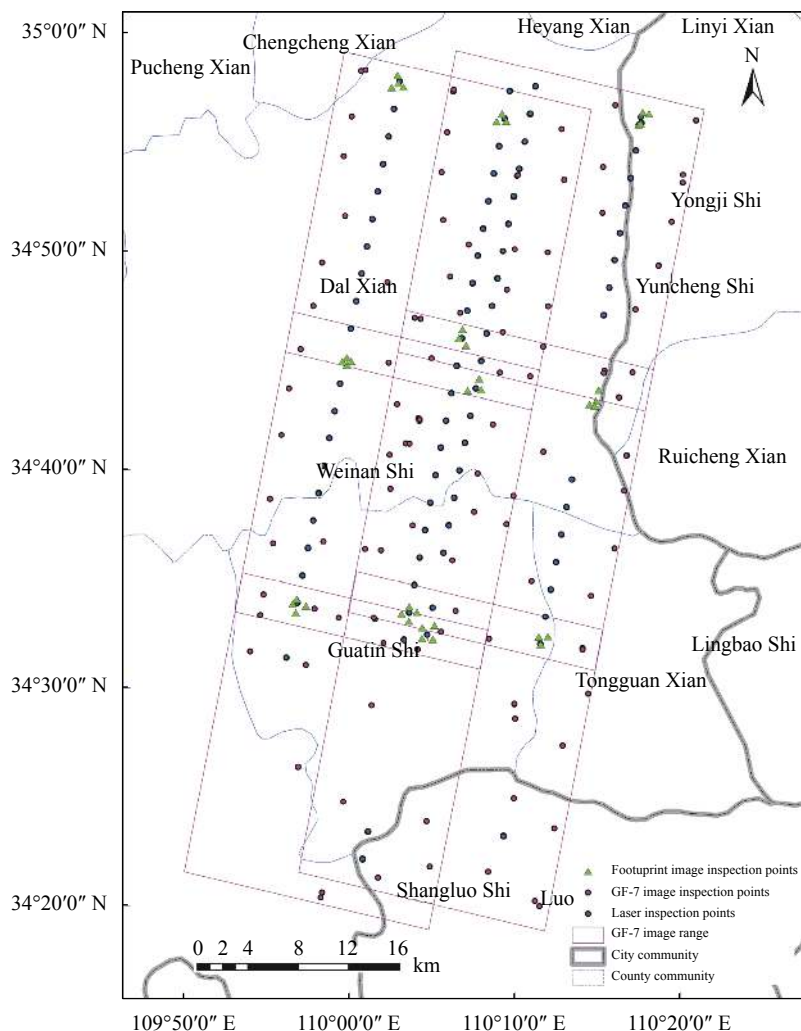 35°0′0″ N
Heyang Xian
Linyi Xian
Chengcheng Xian
Pucheng Xian
N
Yongji Shi
34°50′0″ N
Dal Xian
Yuncheng Shi
34°40′0″ N
Weinan Shi
Ruicheng Xian
Guatin Shi
Lingbao Shi
34°30′0″ N
Tongguan Xian
Shangluo Shi
Luo
34°20′0″ N
Footuprint image inspection points
GF-7 image inspection points
Laser inspection points
GF-7 image range
City community
County community
0 2 4 8 12 16
km
109°50′0″ E
110°00′0″ E
110°10′0″ E
110°20′0″ E